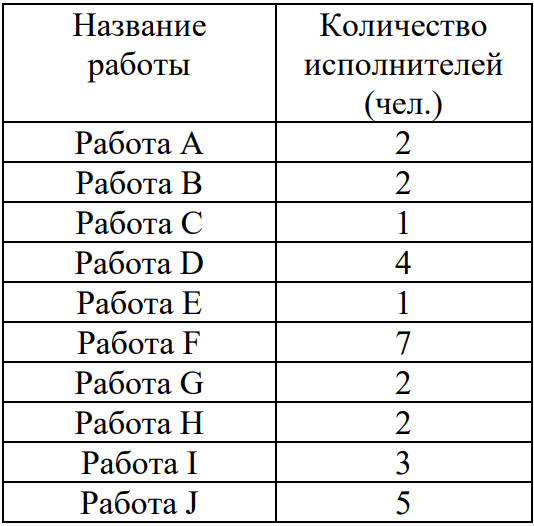 Название Количество
работы исполнителей
(чел.)
Работа A 2
Работа B 2
Работа C 1
Работа D 4
Работа E 1
Работа F 7
Работа G 2
Работа H 2
Работа I 3
Работа J 5